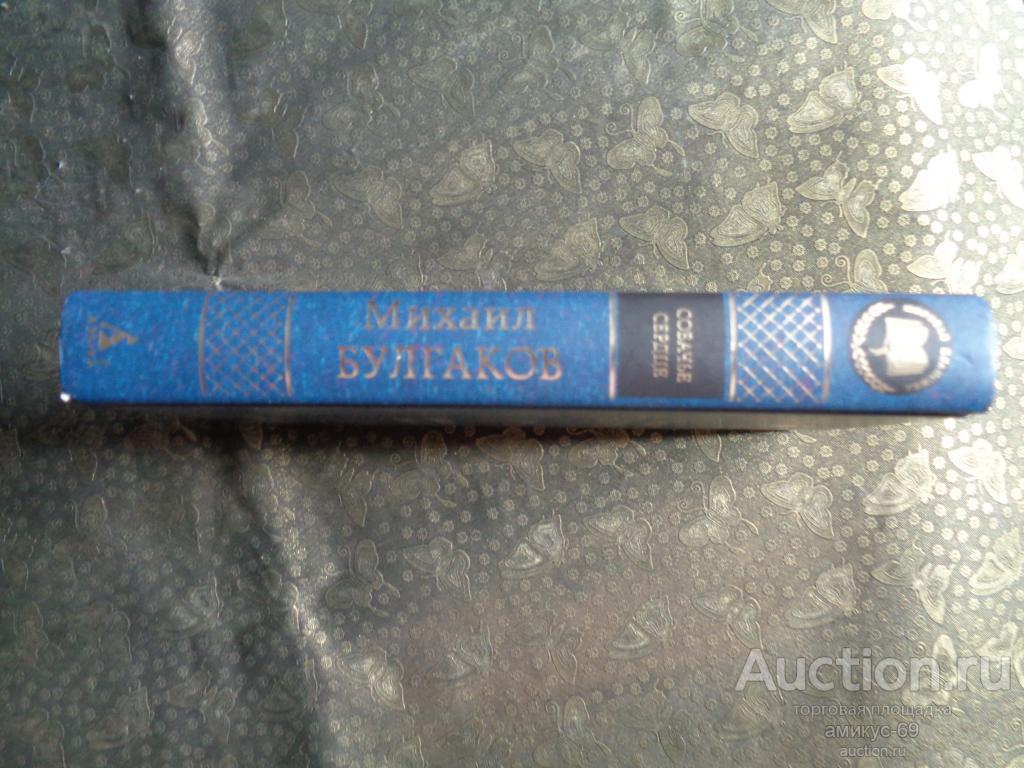 Михаил
БУЛГАКОВ
СОБАЧЬЕ
СЕРДЦЕ
Auction.ru
торговая площадка
амикус-69
auction.ru